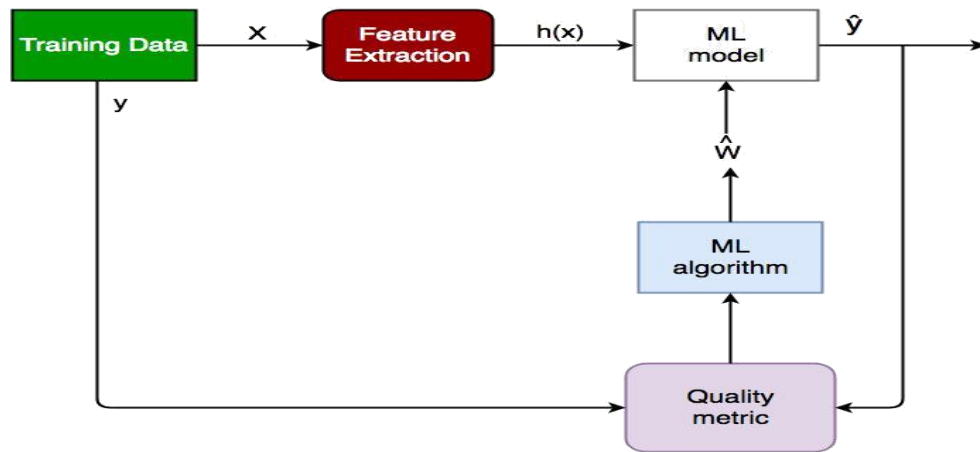 Training Data
X
Feature
Extraction
h(x)
ML
model
ŷ
y
Ŵ
ML
algorithm
Quality
metric